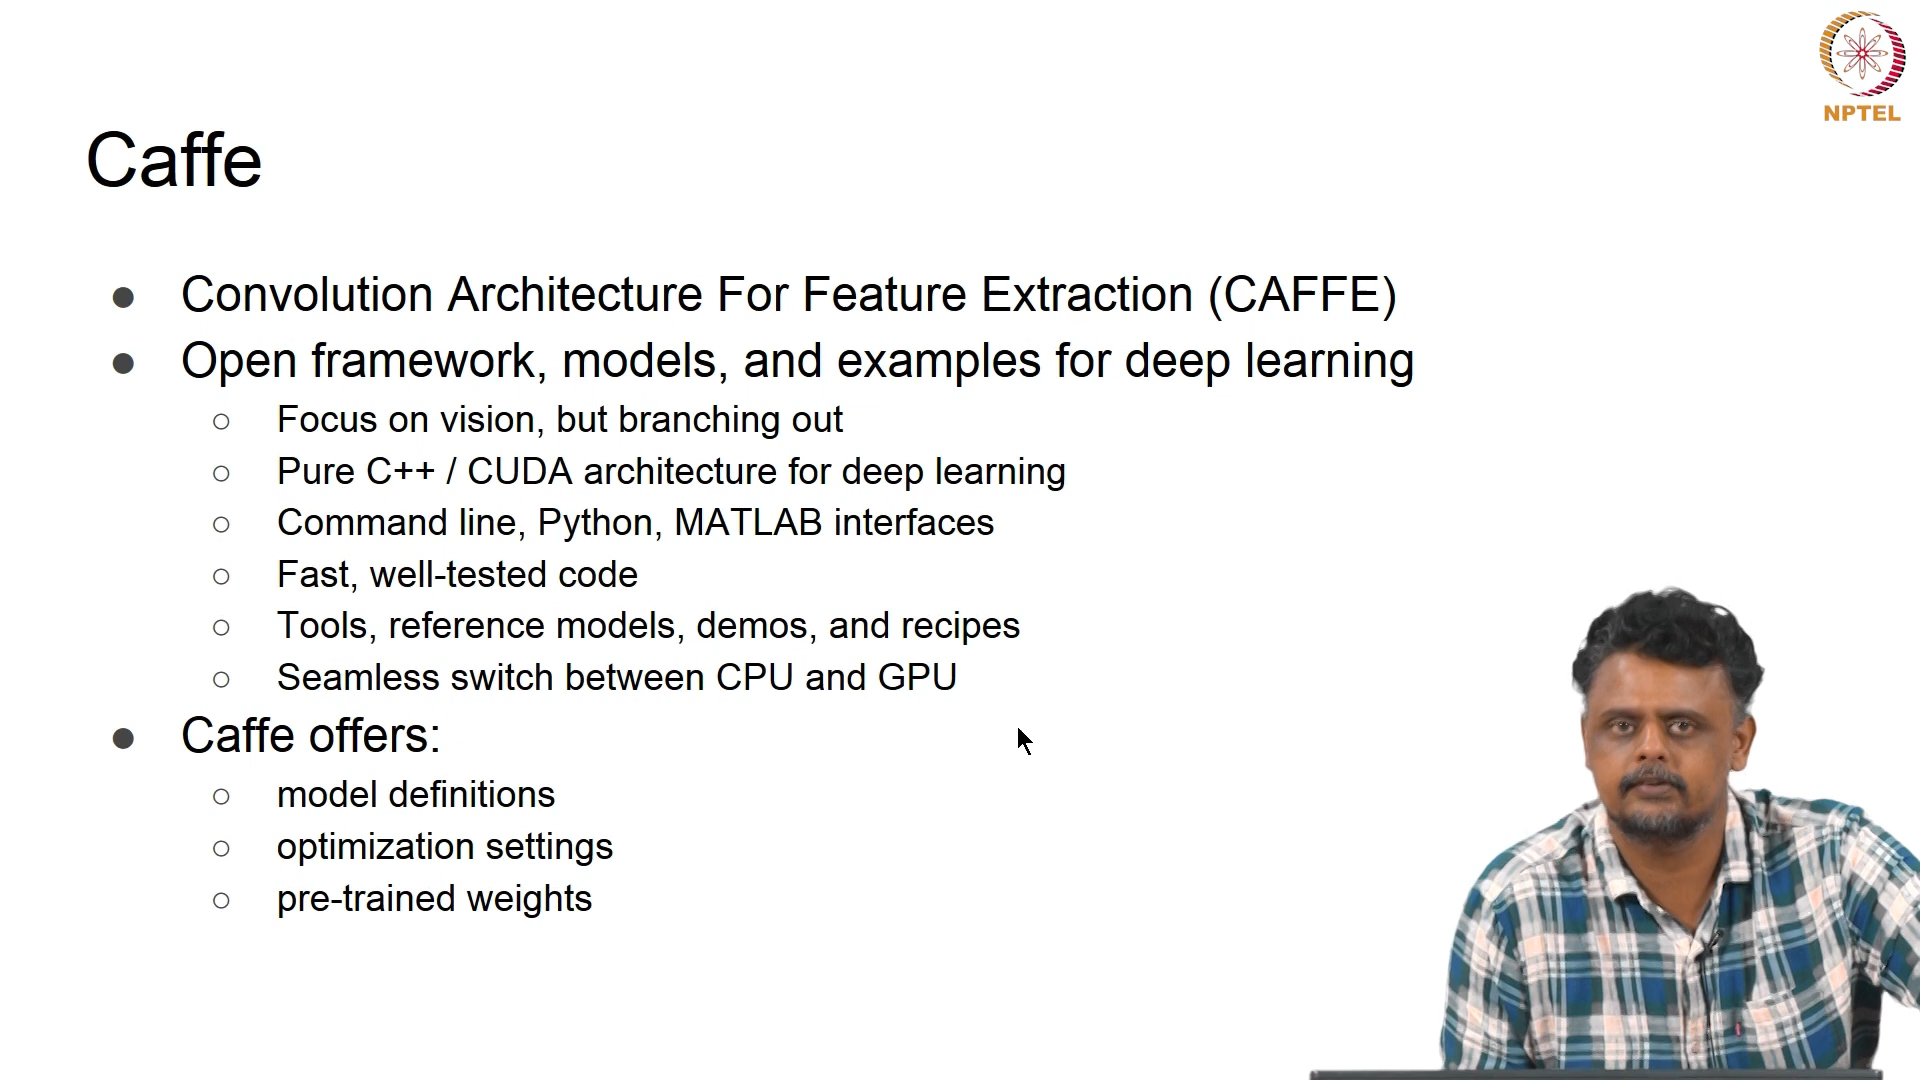 NPTEL
Caffe
● Convolution Architecture For Feature Extraction (CAFFE)
● Open framework, models, and examples for deep learning
○ Focus on vision, but branching out
○ Pure C++ / CUDA architecture for deep learning
○ Command line, Python, MATLAB interfaces
○ Fast, well-tested code
○ Tools, reference models, demos, and recipes
○ Seamless switch between CPU and GPU
● Caffe offers:
○ model definitions
○ optimization settings
○ pre-trained weights